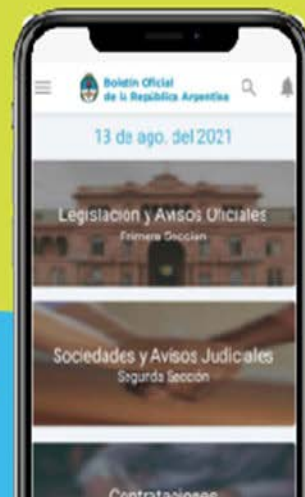 Boletín Oficial
de la República Argentina
13 de ago. del 2021
Legislación y Avisos Oficiales
Primera Sección
Sociedades y Avisos Judiciales
Segunda Sección
Contrataciones